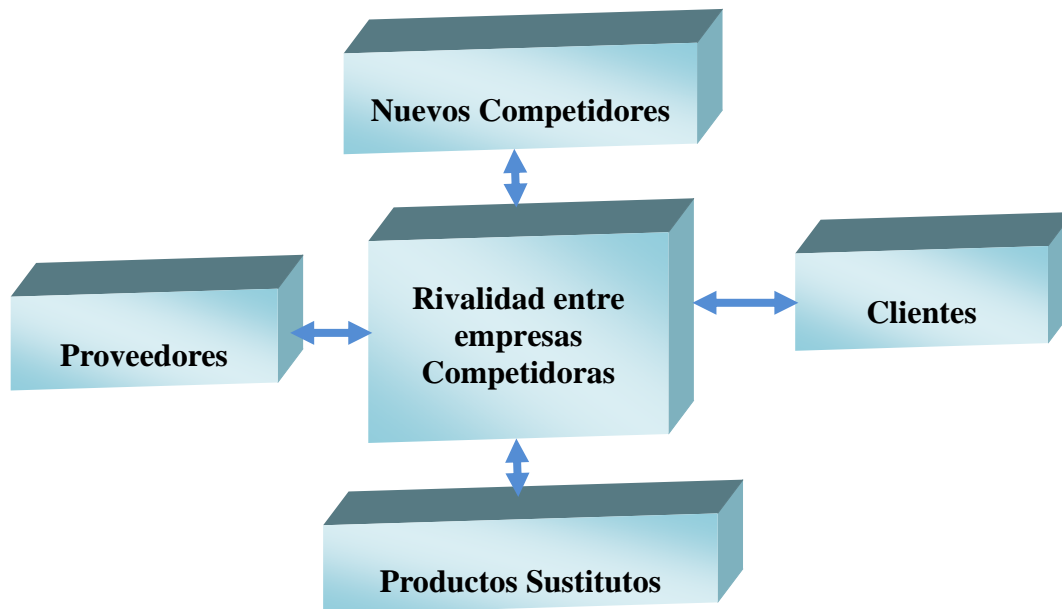 Nuevos Competidores
Rivalidad entre
empresas
Competidoras
Clientes
Proveedores
Productos Sustitutos